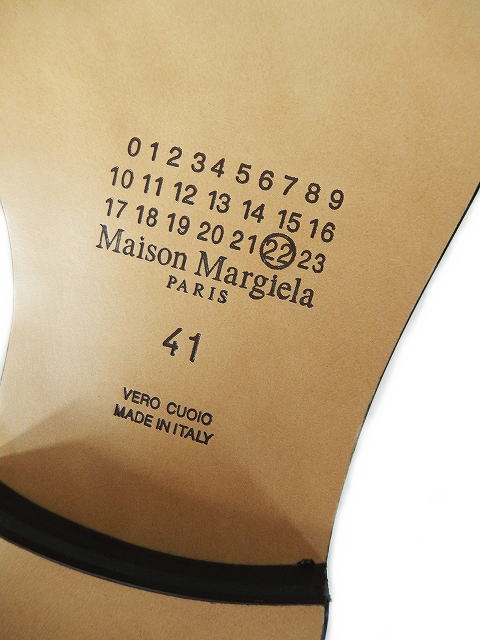 0 1 2 3 4 5 6 7 8 9
10 11 12 13 14 15 16
17 18 19 20 21 22 23
Maison Margiela
PARIS
41
VERO CUOIO
MADE IN ITALY